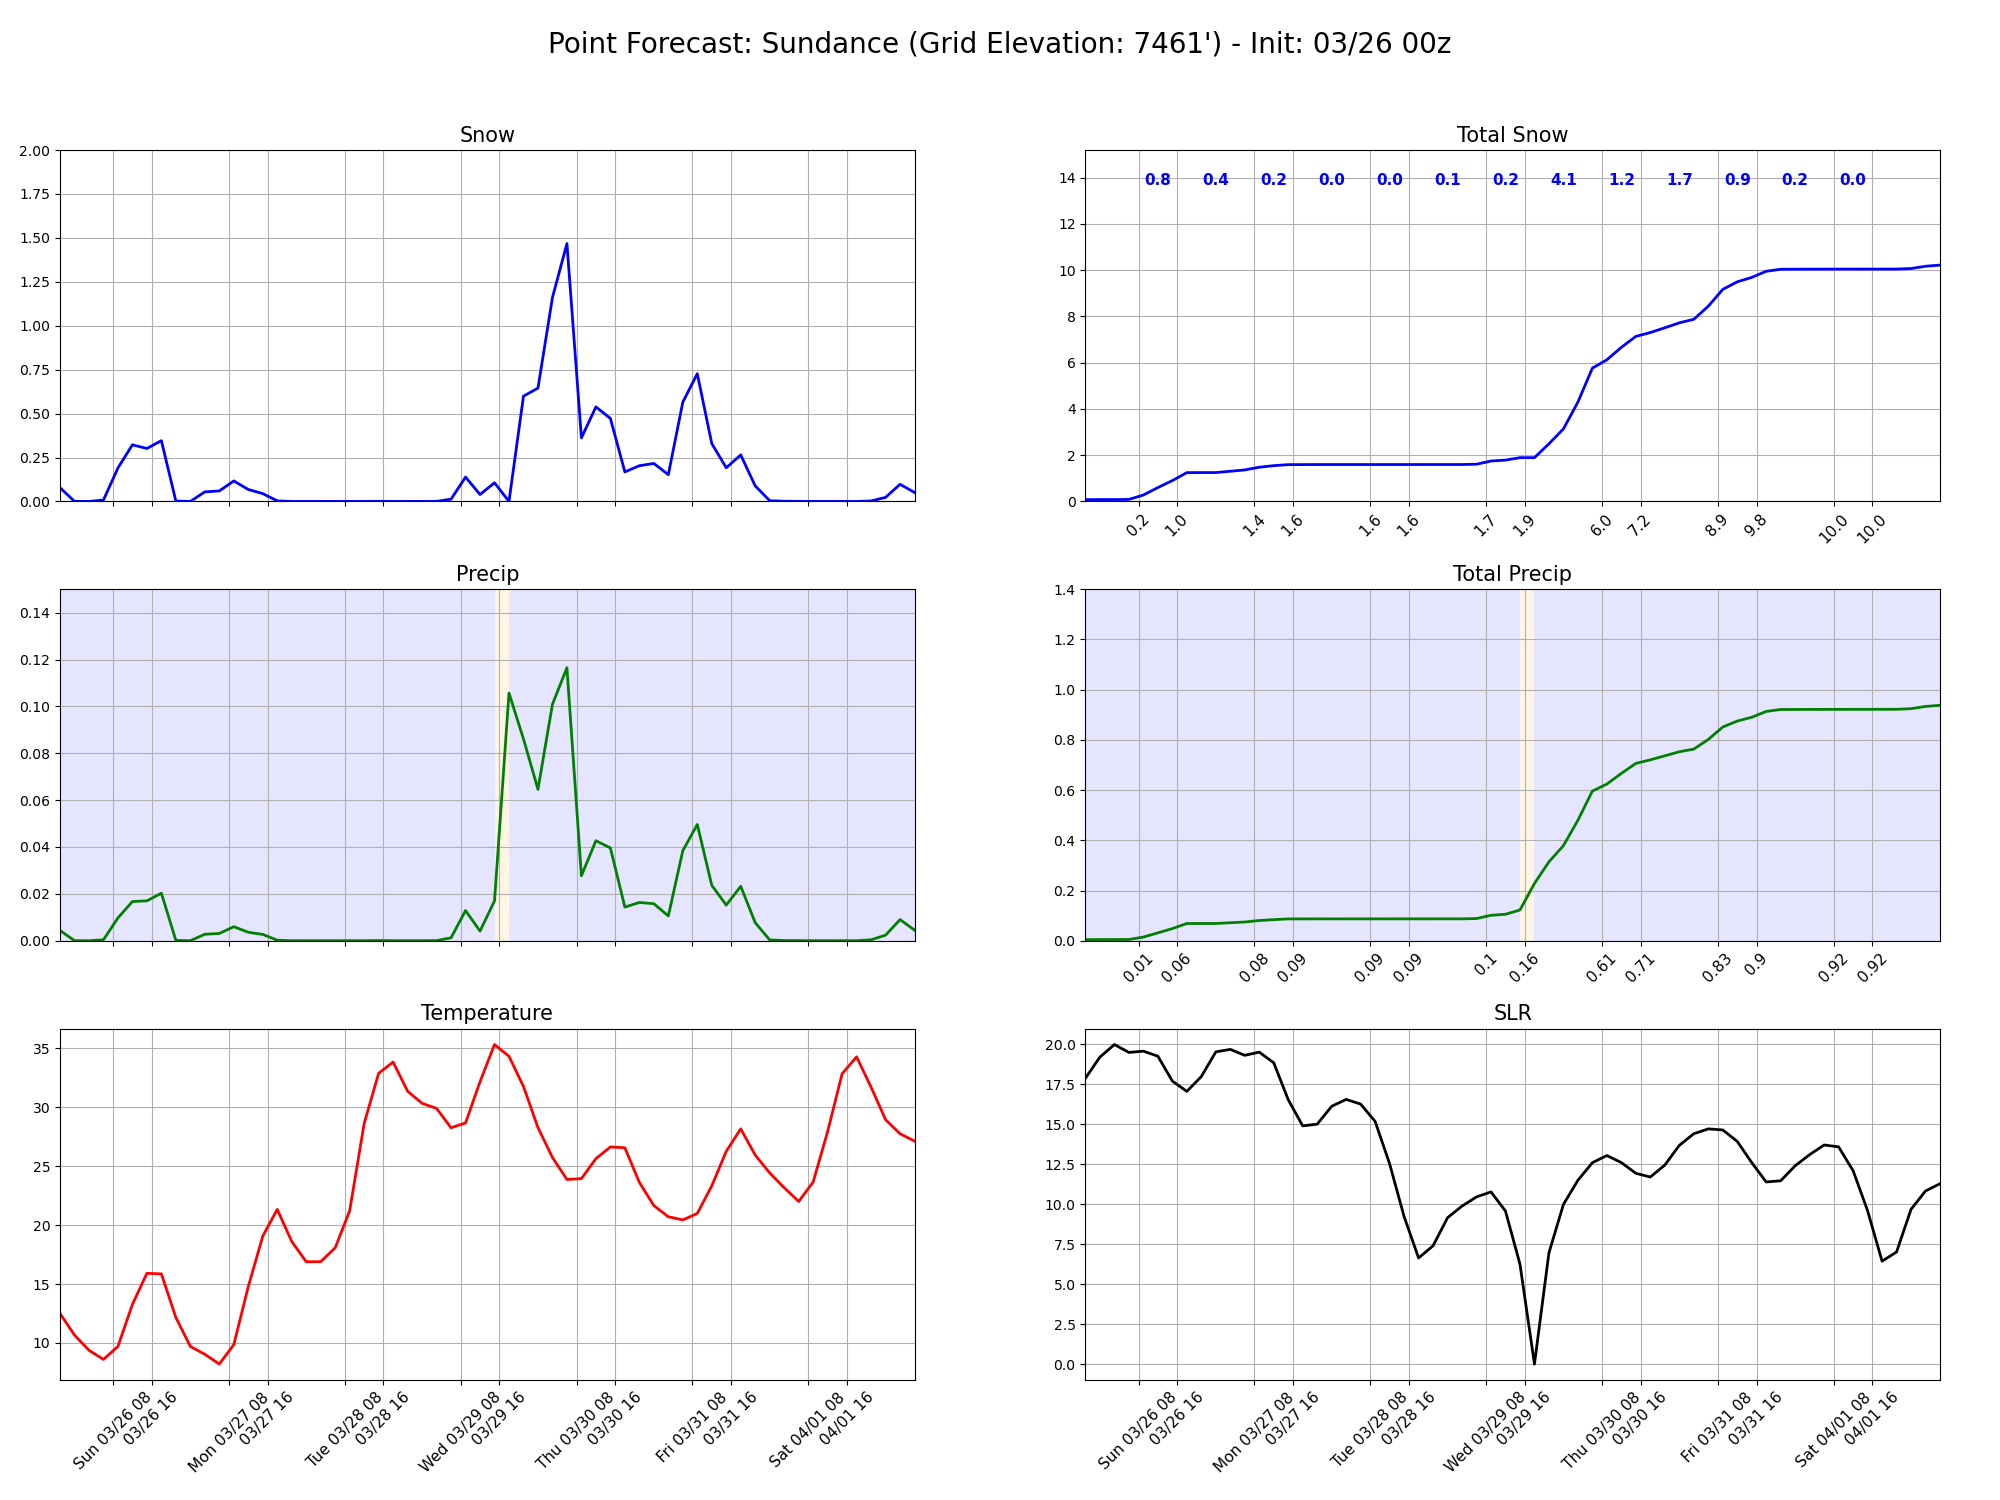 Point Forecast: Sundance (Grid Elevation: 7461') - Init: 03/26 00z
Snow
2.00
1.75
1.50
1.25
1.00
0.75
0.50
0.25
0.00
Total Snow
14
12
10
8
6
4
2
0
0.8 0.4 0.2 0.0 0.0 0.1 0.2 4.1 1.2 1.7 0.9 0.2 0.0
0.2 1.0 1.4 1.6 1.6 1.6 1.7 1.9 6.0 7.2 8.9 9.8 10.0 10.0
Precip
0.14
0.12
0.10
0.08
0.06
0.04
0.02
0.00
Total Precip
1.4
1.2
1.0
0.8
0.6
0.4
0.2
0.0
0.01 0.06 0.08 0.09 0.09 0.09 0.1 0.16 0.61 0.71 0.83 0.9 0.92 0.92
Temperature
35
30
25
20
15
10
Sun 03/26 08
03/26 16
Mon 03/27 08
03/27 16
Tue 03/28 08
03/28 16
Wed 03/29 08
03/29 16
Thu 03/30 08
03/30 16
Fri 03/31 08
03/31 16
Sat 04/01 08
04/01 16
SLR
20.0
17.5
15.0
12.5
10.0
7.5
5.0
2.5
0.0
Sun 03/26 08
03/26 16
Mon 03/27 08
03/27 16
Tue 03/28 08
03/28 16
Wed 03/29 08
03/29 16
Thu 03/30 08
03/30 16
Fri 03/31 08
03/31 16
Sat 04/01 08
04/01 16